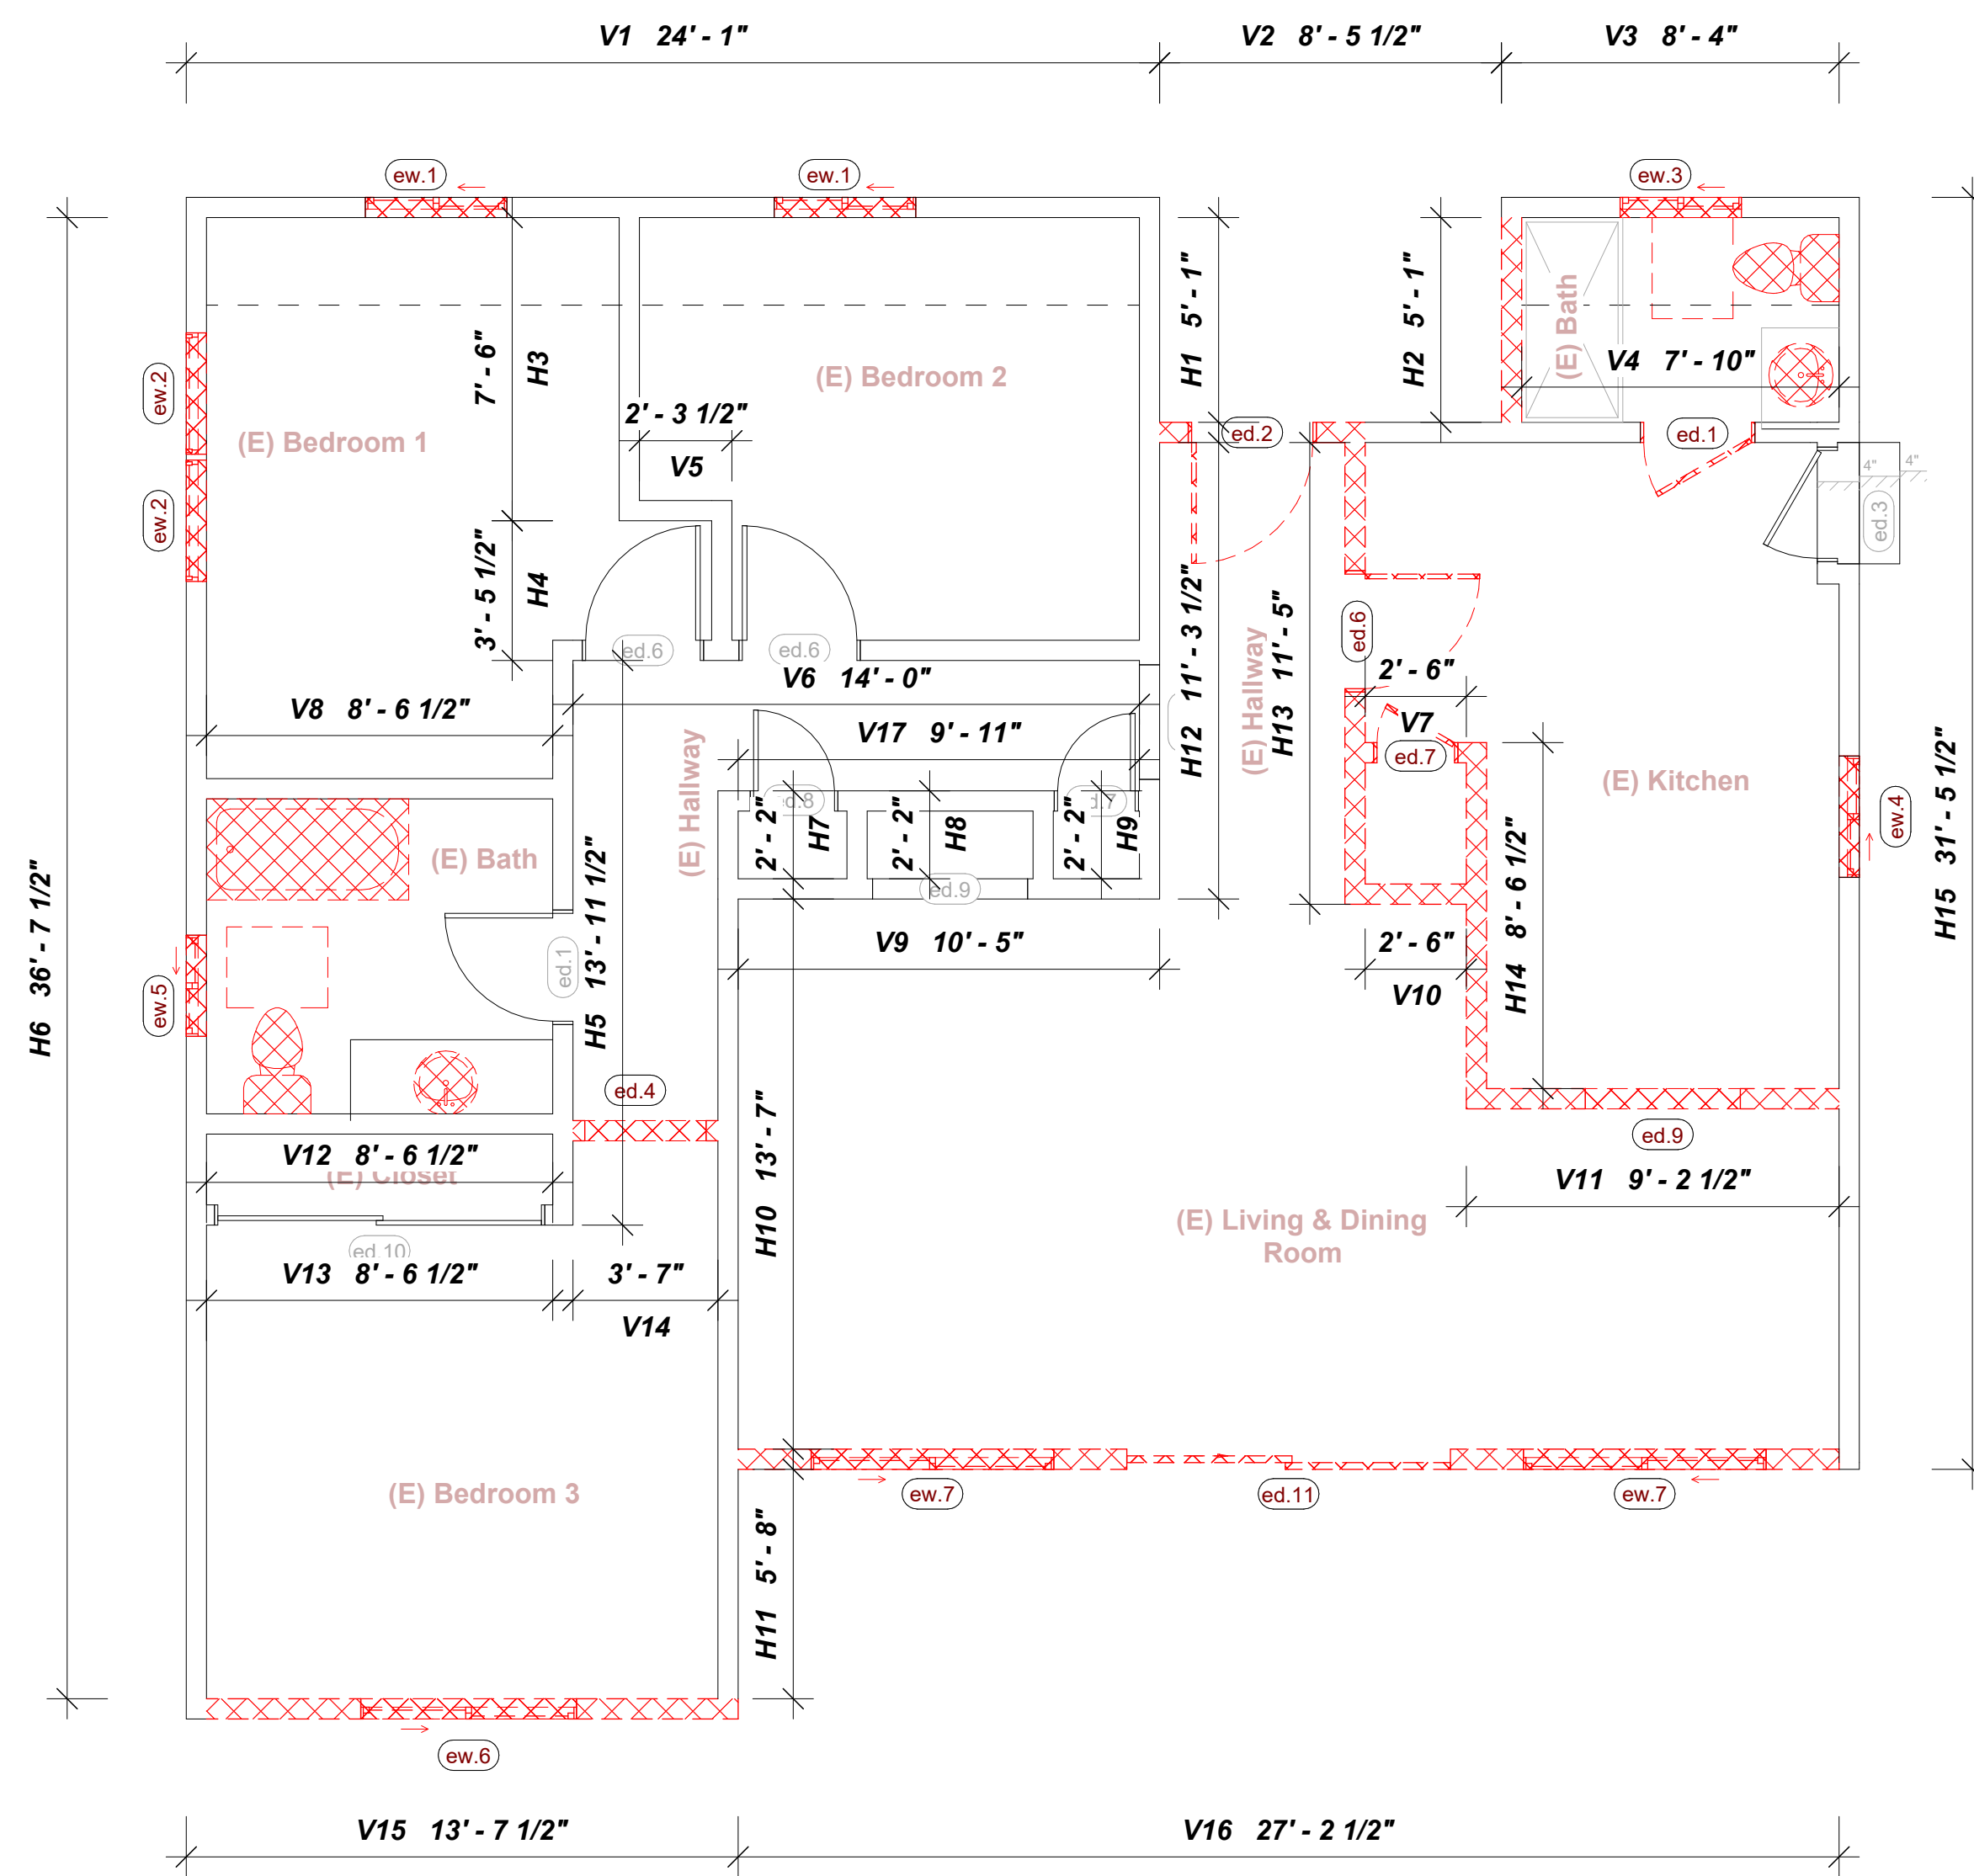 V1 24' - 1"
V2 8' - 5 1/2"
V3 8' - 4"
ew.1
ew.1
ew.3
H1 5' - 1"
H2 5' - 1"
(E) Bath
7' - 6"
H3
V4 7' - 10"
(E) Bedroom 2
ew.2
2' - 3 1/2"
(E) Bedroom 1
V5
ed.2
ed.1
4"
4"
ed.3
ew.2
3' - 5 1/2"
H4
ed.6
ed.6
ed.6
H12 11' - 3 1/2"
H13 11' - 5"
(E) Hallway
V6 14' - 0"
2' - 6"
V8 8' - 6 1/2"
V17 9' - 11"
V7
ed.7
(E) Hallway
(E) Kitchen
ew.4
H15 31' - 5 1/2"
2' - 2"
H7
2' - 2"
H8
2' - 2"
H9
(E) Bath
ed.9
H6 36' - 7 1/2"
H5 13' - 11 1/2"
ed.1
V9 10' - 5"
2' - 6"
V10
H14 8' - 6 1/2"
ew.5
ed.4
ed.9
V12 8' - 6 1/2"
(E) Closet
H10 13' - 7"
V11 9' - 2 1/2"
(E) Living & Dining
Room
ed.10
V13 8' - 6 1/2"
3' - 7"
V14
(E) Bedroom 3
ew.7
ed.11
ew.7
H11 5' - 8"
ew.6
V15 13' - 7 1/2"
V16 27' - 2 1/2"